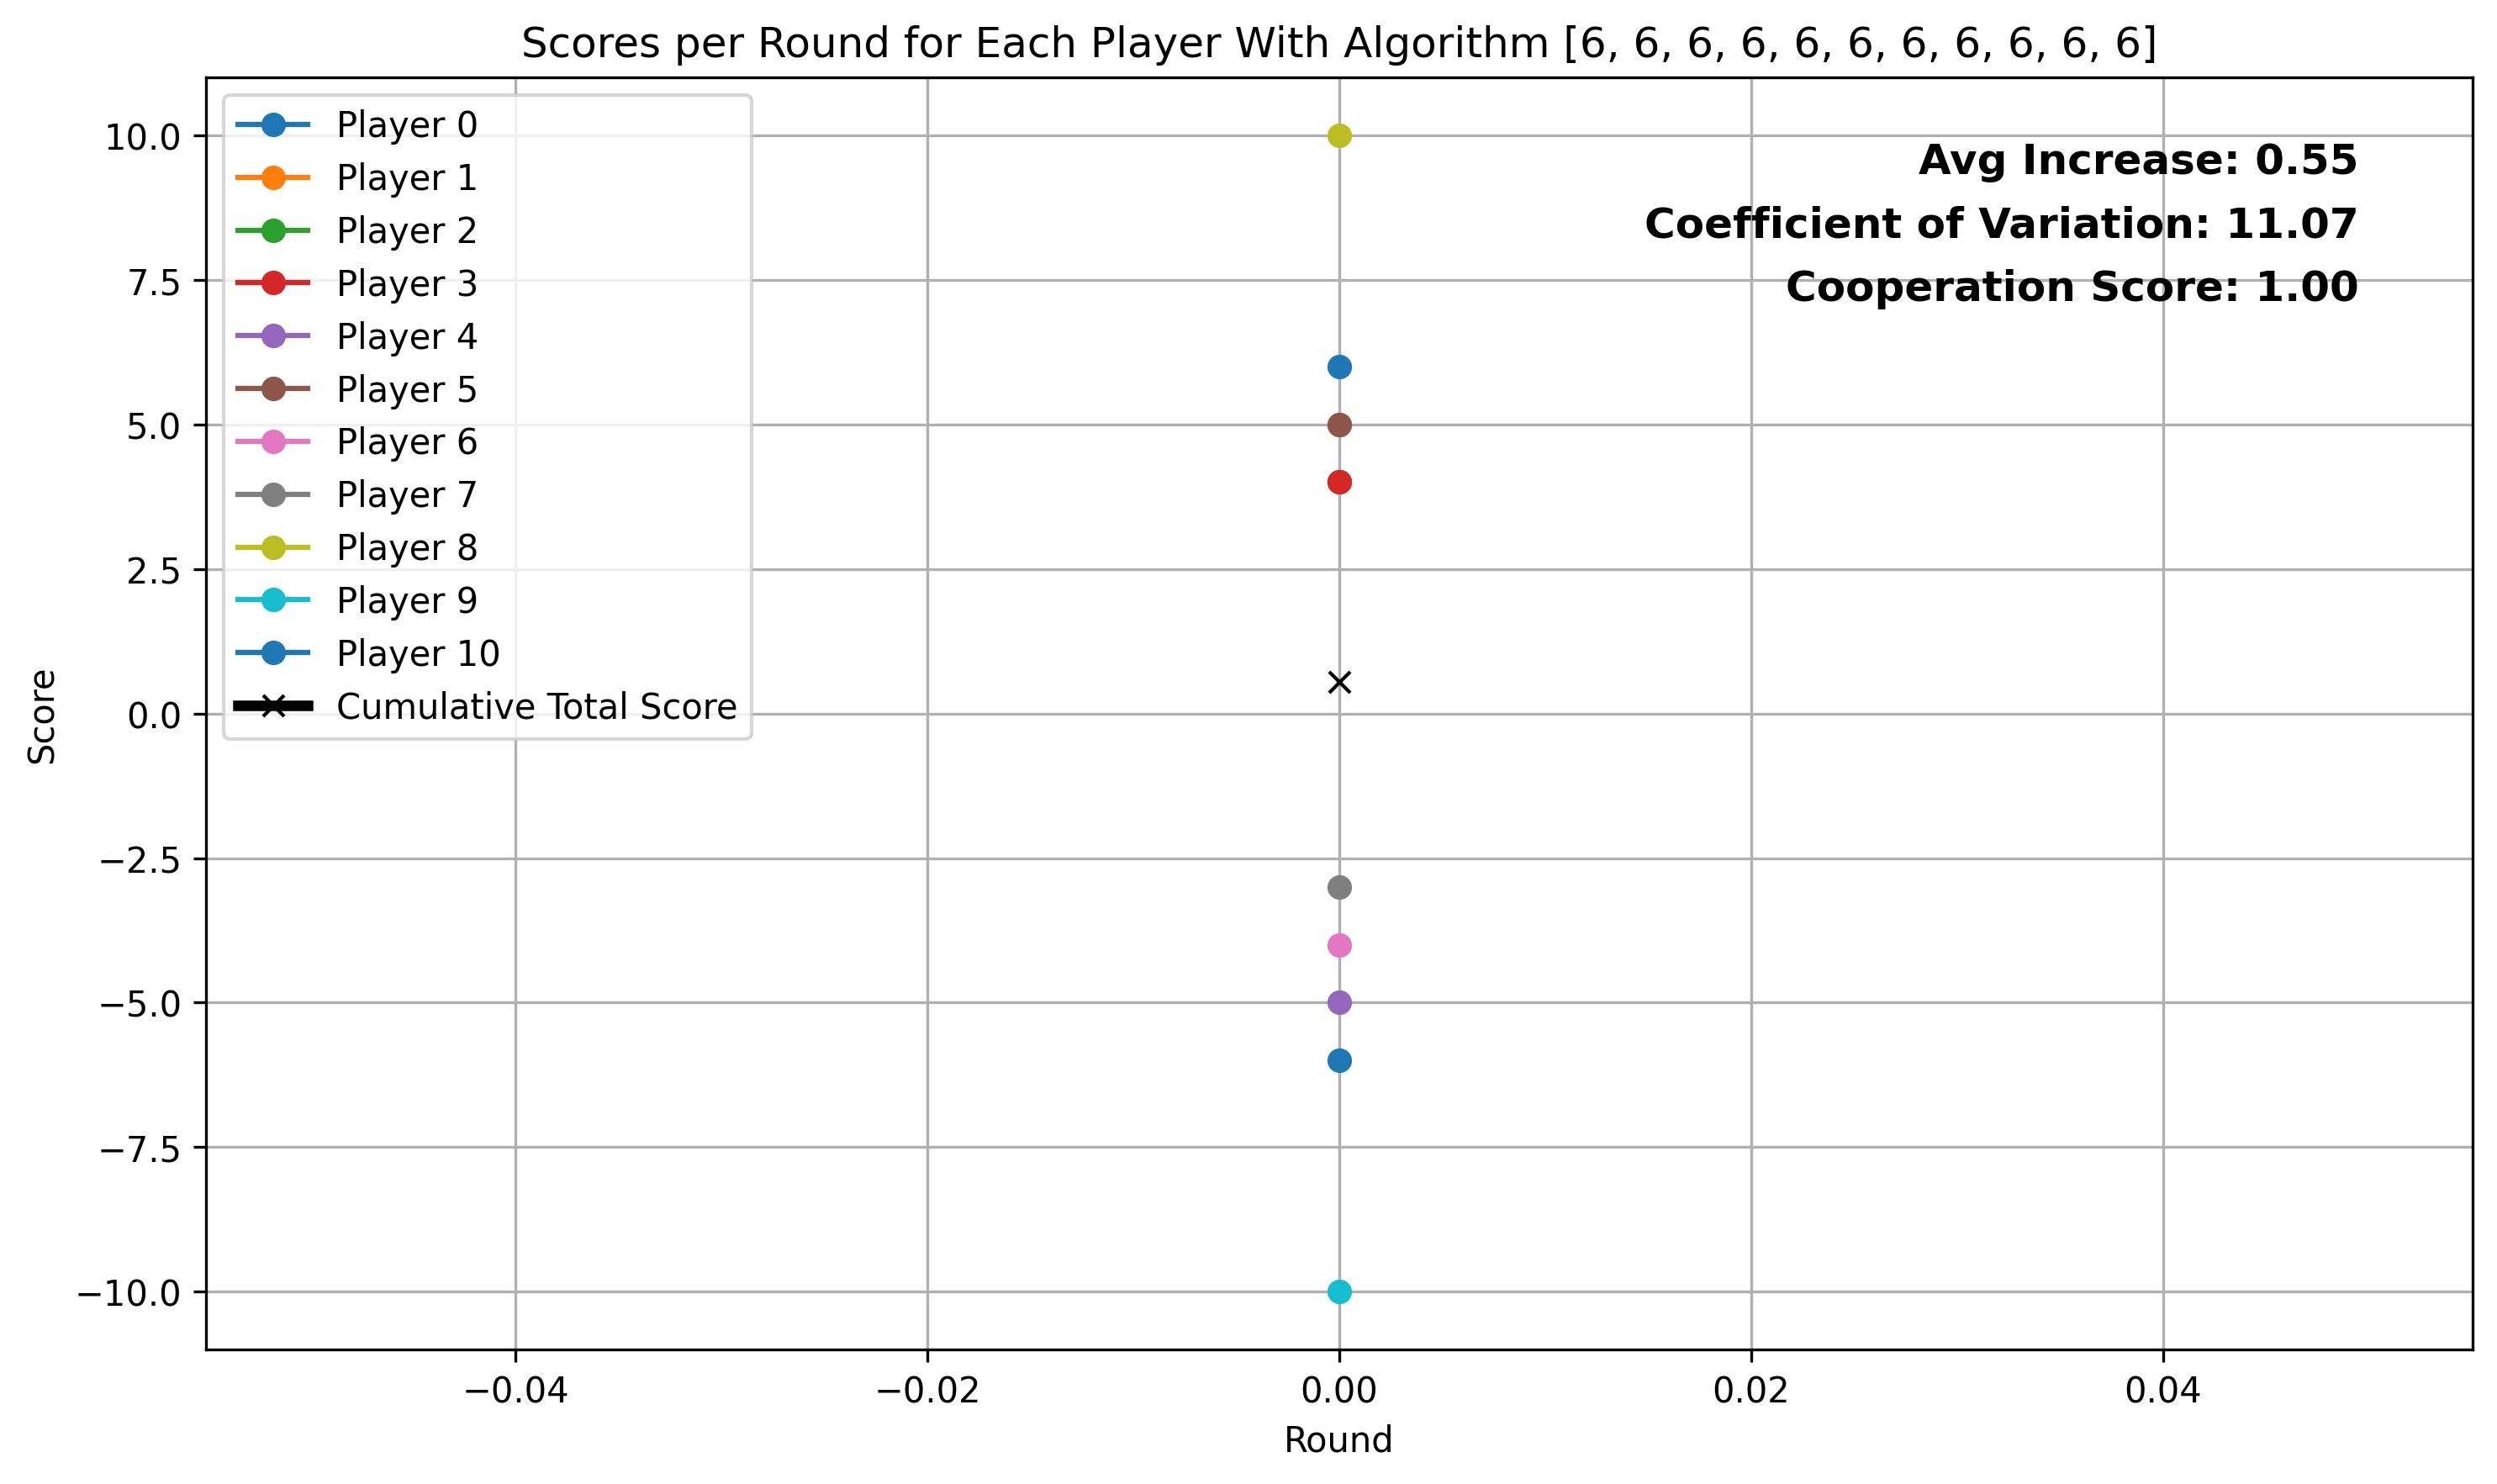 Scores per Round for Each Player With Algorithm [6, 6, 6, 6, 6, 6, 6, 6, 6, 6, 6]
Player 0
Player 1
Player 2
Player 3
Player 4
Player 5
Player 6
Player 7
Player 8
Player 9
Player 10
Cumulative Total Score
Avg Increase: 0.55
Coefficient of Variation: 11.07
Cooperation Score: 1.00
10.0
7.5
5.0
2.5
0.0
−2.5
−5.0
−7.5
−10.0
Score
−0.04
−0.02
0.00
0.02
0.04
Round